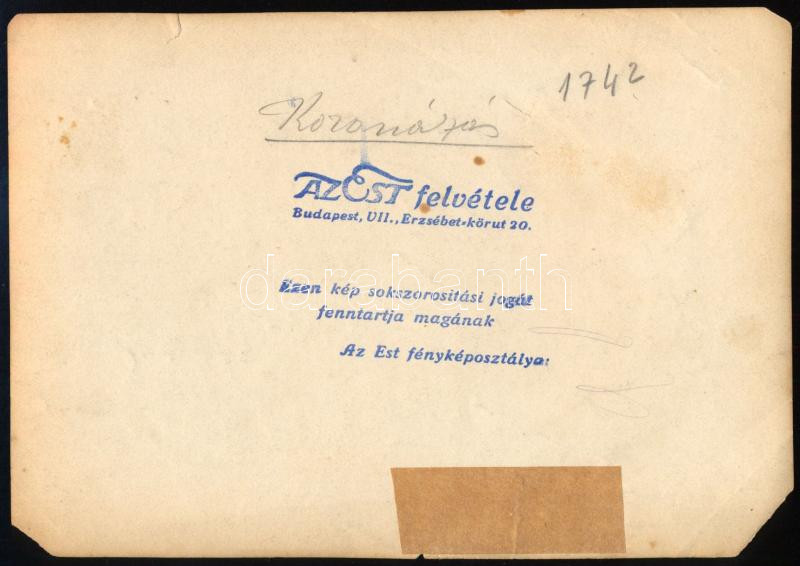 1742
Koronázás
AZ EST felvétele
Budapest, VII., Erzsébet-körut 20.
darabanth
Ezen kép sokszorositási jogát
fenntartja magának
Az Est fényképosztálya: